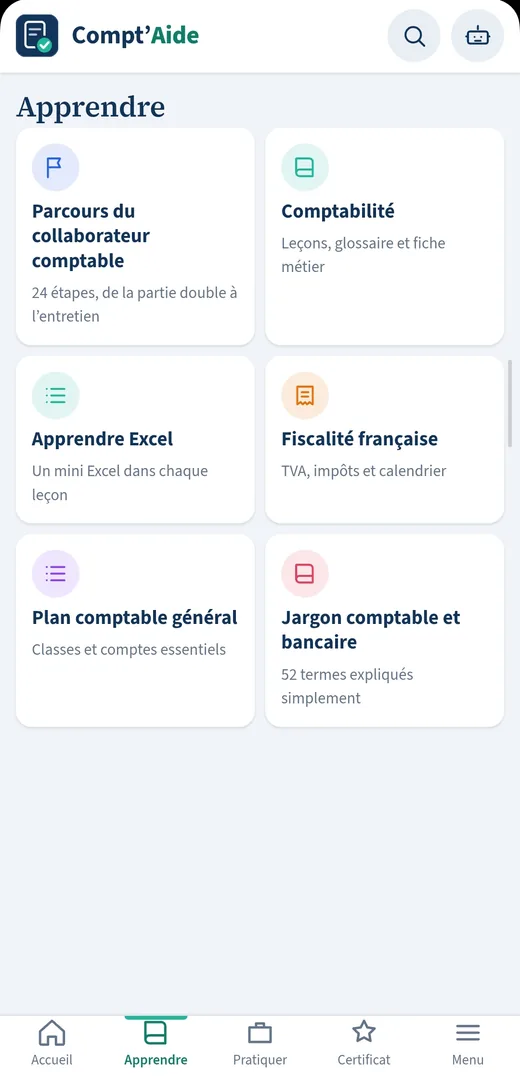 Compt’Aide
Apprendre
Parcours du
collaborateur
comptable
24 étapes, de la partie double à
l’entretien
Comptabilité
Leçons, glossaire et fiche
métier
Apprendre Excel
Un mini Excel dans chaque
leçon
Fiscalité française
TVA, impôts et calendrier
Plan comptable général
Classes et comptes essentiels
Jargon comptable et
bancaire
52 termes expliqués
simplement
Accueil
Apprendre
Pratiquer
Certificat
Menu